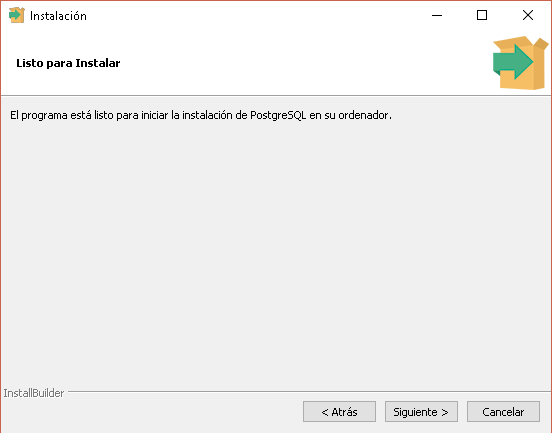 Instalación
Listo para Instalar
El programa está listo para iniciar la instalación de PostgreSQL en su ordenador.
InstallBuilder
< Atrás
Siguiente >
Cancelar